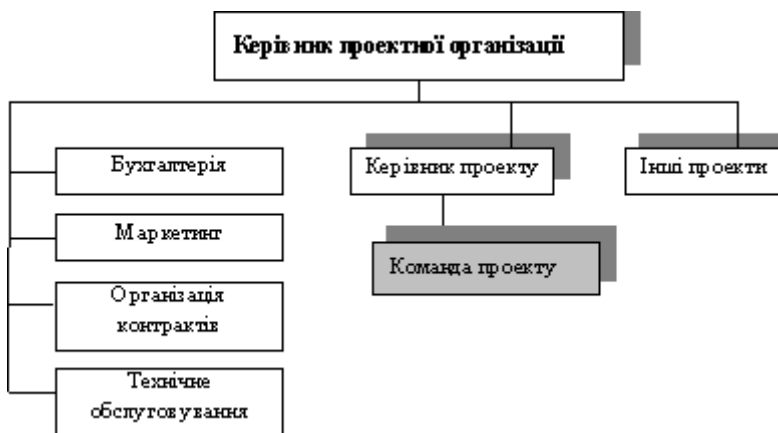 Керівник проектної організації
Бухгалтерія
Керівник проекту
Інші проекти
Маркетинг
Команда проекту
Організація
контрактів
Технічне
обслуговування